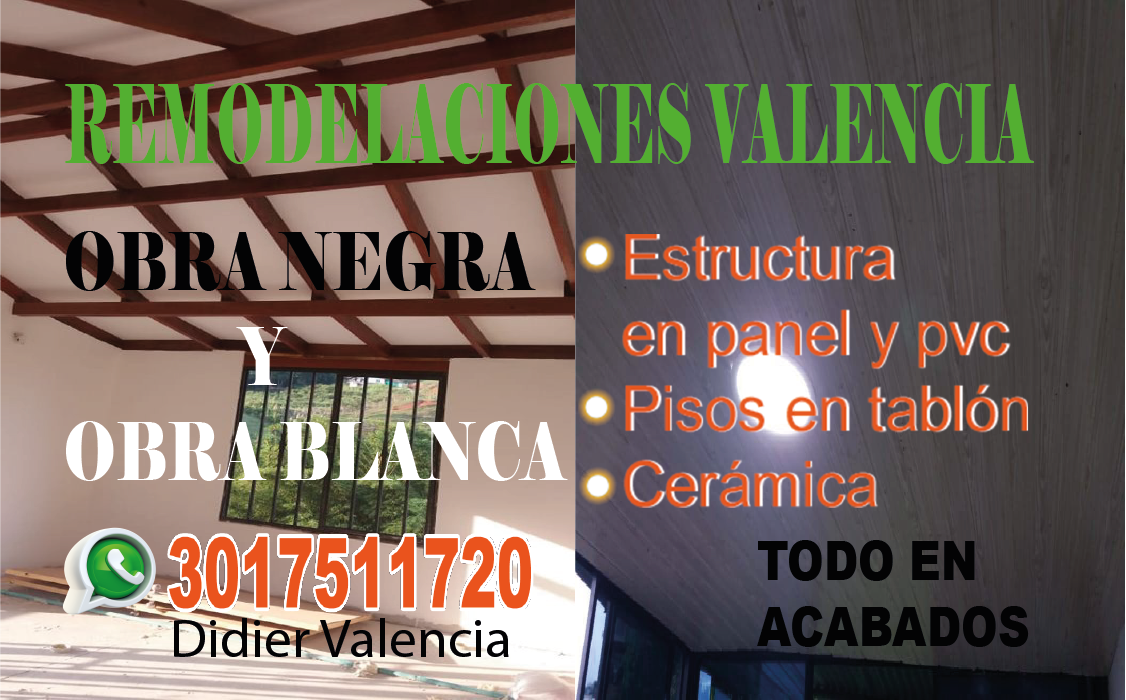 REMODELACIONES VALENCIA
OBRA NEGRA
Y
OBRA BLANCA
3017511720
Didier Valencia
• Estructura
en panel y pvc
• Pisos en tablón
• Cerámica
TODO EN
ACABADOS